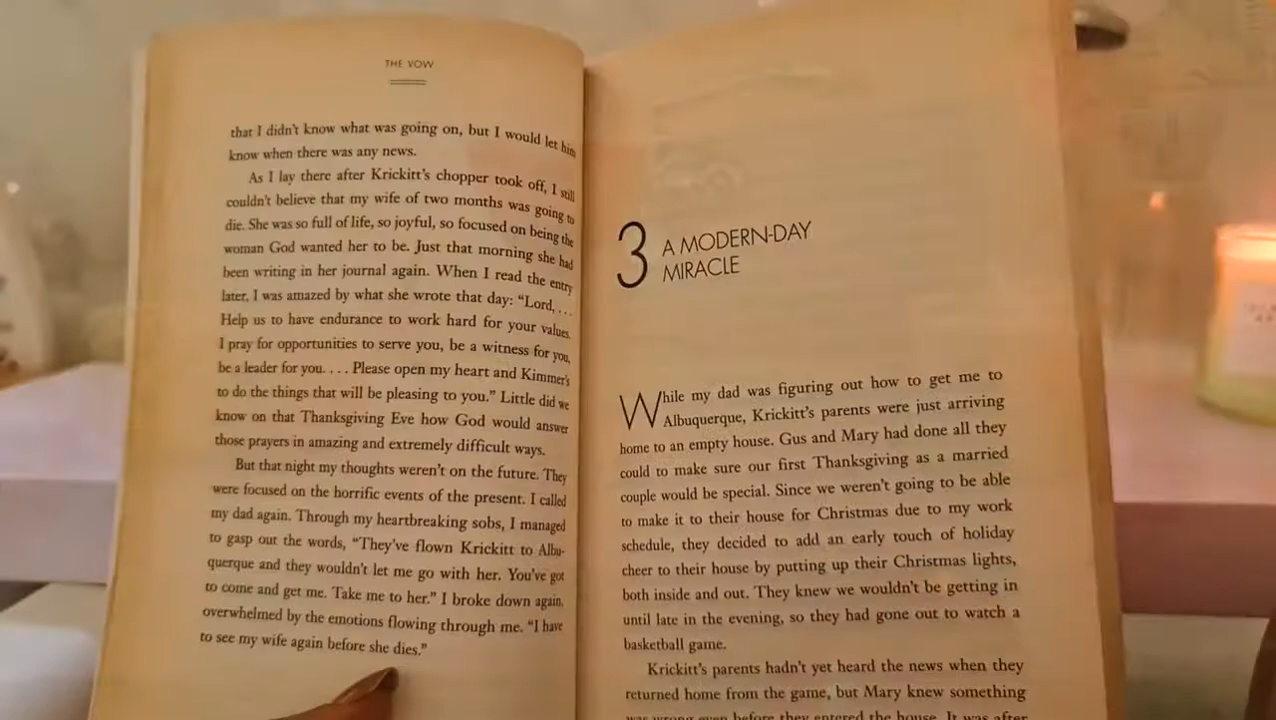 THE VOW
that I didn't know what was going on, but I would let him
know when there was any news.
As I lay there after Krickitt's chopper took off, I still
couldn't believe that my wife of two months was going to
die. She was so full of life, so joyful, so focused on being the
woman God wanted her to be. Just that morning she had
been writing in her journal again. When I read the entry
later, I was amazed by what she wrote that day: “Lord, . . .
Help us to have endurance to work hard for your values.
I pray for opportunities to serve you, be a witness for you,
be a leader for you. . . . Please open my heart and Kimmer's
to do the things that will be pleasing to you.” Little did we
know on that Thanksgiving Eve how God would answer
those prayers in amazing and extremely difficult ways.
But that night my thoughts weren't on the future. They
were focused on the horrific events of the present. I called
my dad again. Through my heartbreaking sobs, I managed
to gasp out the words, “They've flown Krickitt to Albu-
querque and they wouldn't let me go with her. You've got
to come and get me. Take me to her.” I broke down again,
overwhelmed by the emotions flowing through me. “I have
to see my wife again before she dies.”
3 A MODERN-DAY
MIRACLE
While my dad was figuring out how to get me to
Albuquerque, Krickitt's parents were just arriving
home to an empty house. Gus and Mary had done all they
could to make sure our first Thanksgiving as a married
couple would be special. Since we weren't going to be able
to make it to their house for Christmas due to my work
schedule, they decided to add an early touch of holiday
cheer to their house by putting up their Christmas lights,
both inside and out. They knew we wouldn't be getting in
until late in the evening, so they had gone out to watch a
basketball game.
Krickitt's parents hadn't yet heard the news when they
returned home from the game, but Mary knew something
was wrong even before they entered the house. It was after